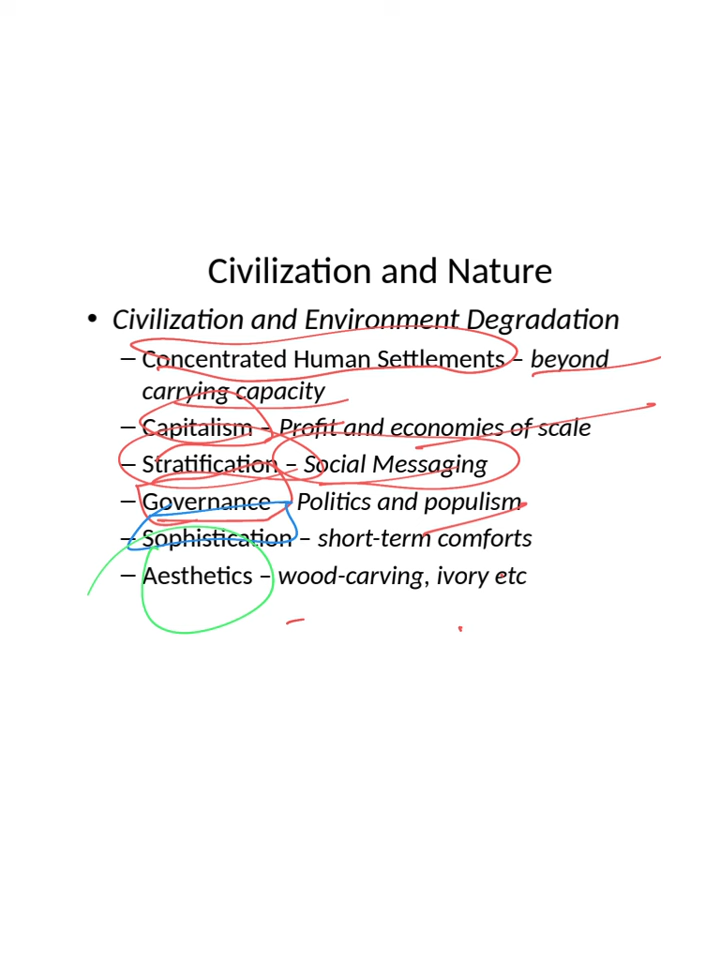 Civilization and Nature
• Civilization and Environment Degradation
– Concentrated Human Settlements – beyond
carrying capacity
– Capitalism – Profit and economies of scale
– Stratification – Social Messaging
– Governance – Politics and populism
– Sophistication – short-term comforts
– Aesthetics – wood-carving, ivory etc